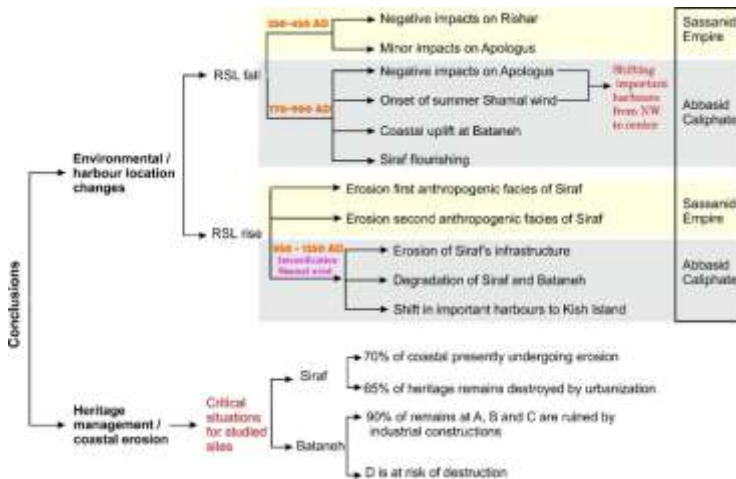 Conclusions
Environmental /
harbour location
changes
RSL fall
Negative impacts on Rishar
Minor impacts on Apologus
Negative impacts on Apologus
Onset of summer Shamal wind
Coastal uplift at Bataneh
Siraf flourishing
Shifting
important
harbours
from NW
to center
Sassanid
Empire
Abbasid
Caliphate
RSL rise
Erosion first anthropogenic facies of Siraf
Erosion second anthropogenic facies of Siraf
1250 AD
Intensification
Shamal wind
Erosion of Siraf's infrastructure
Degradation of Siraf and Bataneh
Shift in important harbours to Kish Island
Sassanid
Empire
Abbasid
Caliphate
Heritage
management /
coastal erosion
Critical
situations
for studied
sites
Siraf
70% of coastal presently undergoing erosion
65% of heritage remains destroyed by urbanization
Bataneh
90% of remains at A, B and C are ruined by
industrial constructions
D is at risk of destruction